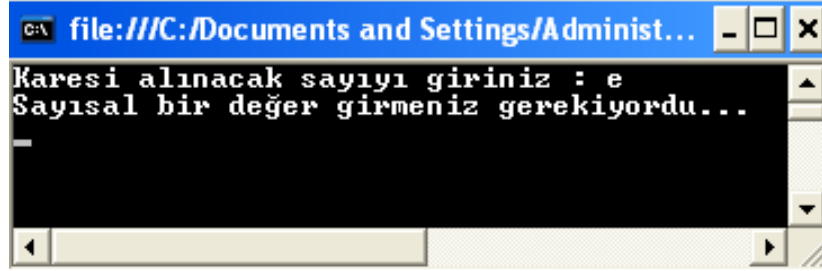 file:///C:/Documents and Settings/Administ...
Karesi alınacak sayıyı giriniz : e
Sayısal bir değer girmeniz gerekiyordu...